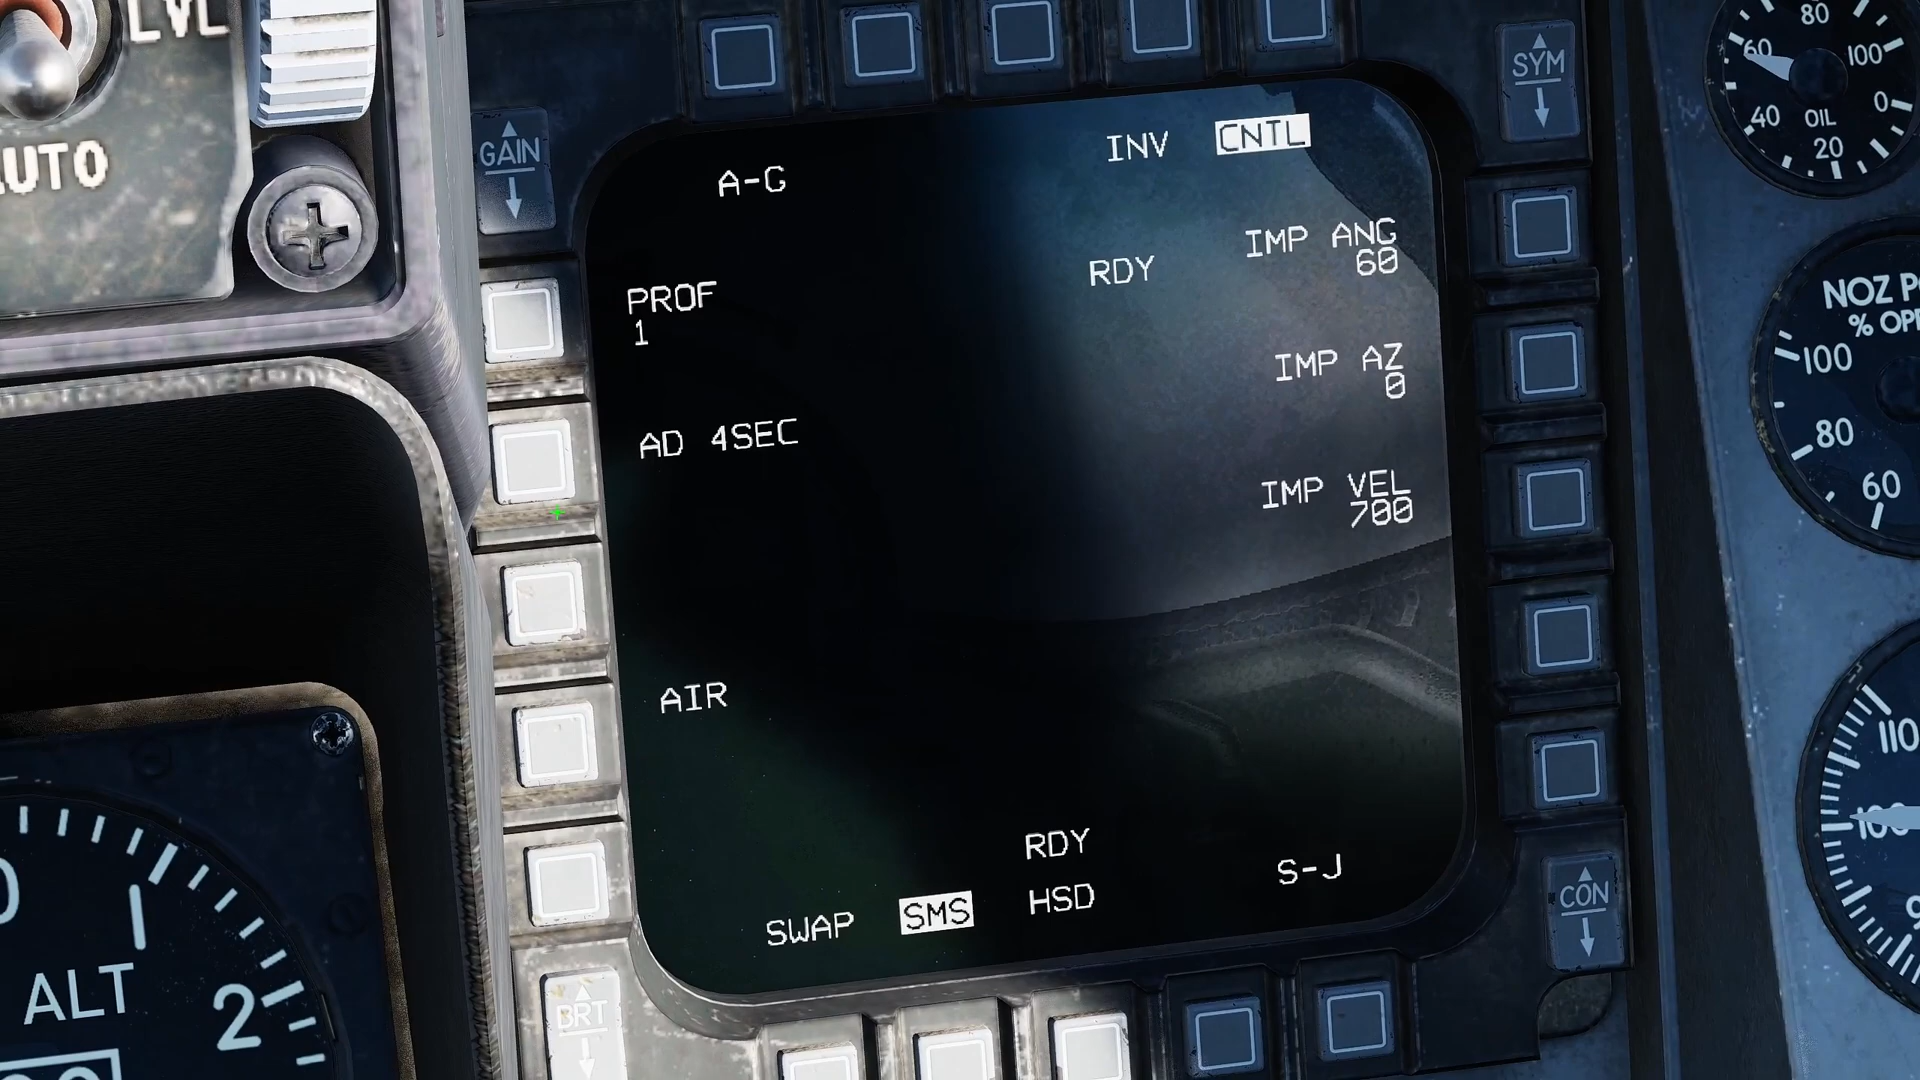 LVL
AUTO
GAIN
SYM
INV CNTL
A-G
IMP ANG
60
RDY
PROF
1
IMP AZ
0
AD 4SEC
IMP VEL
700
AIR
RDY
S-J
SWAP SMS HSD
BRT
CON
ALT
2
80
60 100
40 OIL 0
20
NOZ
% OP
100
80
60
110
100